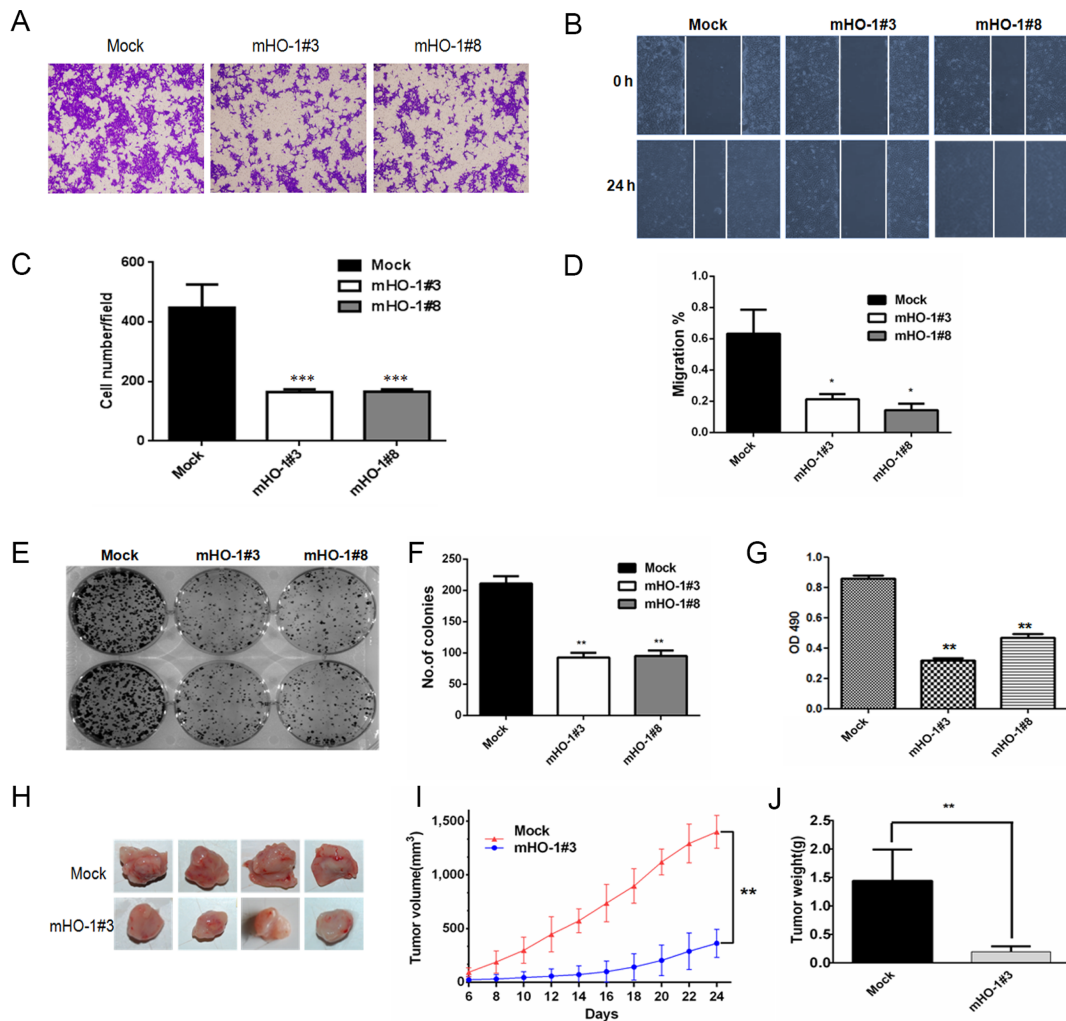 A
Mock mHO-1#3 mHO-1#8
B
Mock mHO-1#3 mHO-1#8
0 h
24 h
C
Cell number/field
600
400
200
0
Mock
mHO-1#3
mHO-1#8
*** ***
Mock mHO-1#3 mHO-1#8
D
Migration %
1.0
0.8
0.6
0.4
0.2
0.0
Mock
mHO-1#3
mHO-1#8
* *
Mock mHO-1#3 mHO-1#8
E
Mock mHO-1#3 mHO-1#8
F
No.of colonies
250
200
150
100
50
0
Mock
mHO-1#3
mHO-1#8
** **
Mock mHO-1#3 mHO-1#8
G
OD 490
1.0
0.8
0.6
0.4
0.2
0.0
** **
Mock mHO-1#3 mHO-1#8
H
Mock
mHO-1#3
I
Tumor volume(mm³)
1,500
1,000
500
0
Mock
mHO-1#3
**
6 8 10 12 14 16 18 20 22 24
Days
J
Tumor weight(g)
2.5
2.0
1.5
1.0
0.5
0.0
**
Mock mHO-1#3